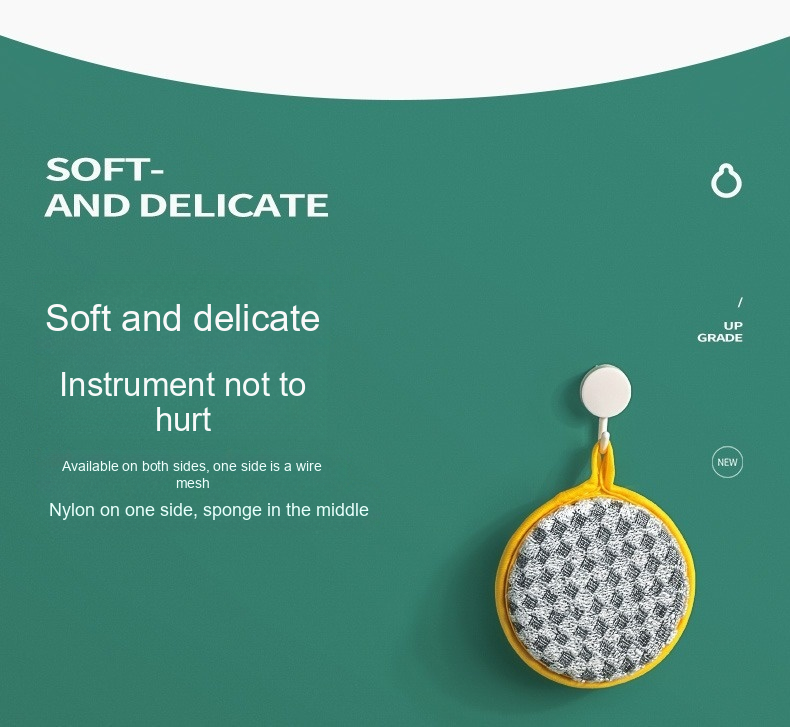 SOFT-
AND DELICATE
Soft and delicate
/
UP
GRADE
Instrument not to
hurt
NEW
Available on both sides, one side is a wire
mesh
Nylon on one side, sponge in the middle